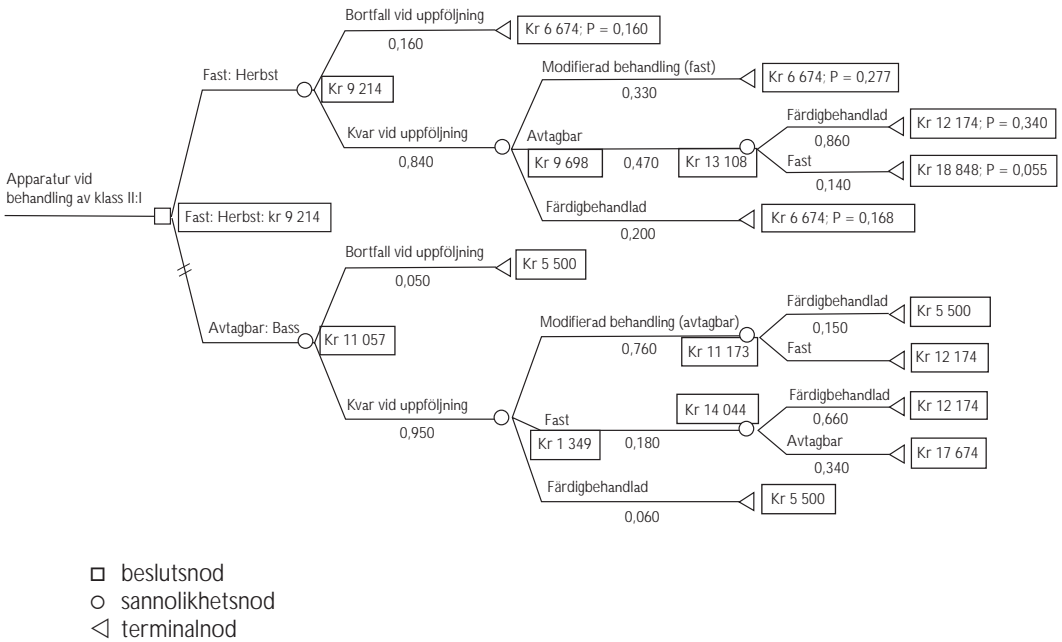 Bortfall vid uppföljning
0,160
Kr 6 674; P = 0,160
Fast: Herbst
Kr 9 214
Modifierad behandling (fast)
0,330
Kr 6 674; P = 0,277
Kvar vid uppföljning
0,840
Avtagbar
Kr 9 698
0,470
Kr 13 108
Färdigbehandlad
0,860
Kr 12 174; P = 0,340
Fast
0,140
Kr 18 848; P = 0,055
Färdigbehandlad
0,200
Kr 6 674; P = 0,168
Apparatur vid
behandling av klass II:I
Fast: Herbst: kr 9 214
Bortfall vid uppföljning
0,050
Kr 5 500
Avtagbar: Bass
Kr 11 057
Modifierad behandling (avtagbar)
0,760
Kr 11 173
Färdigbehandlad
0,150
Kr 5 500
Fast
Kr 12 174
Kvar vid uppföljning
0,950
Fast
Kr 1 349
0,180
Kr 14 044
Färdigbehandlad
0,660
Kr 12 174
Avtagbar
0,340
Kr 17 674
Färdigbehandlad
0,060
Kr 5 500
beslutsnod
sannolikhetsnod
terminalnod